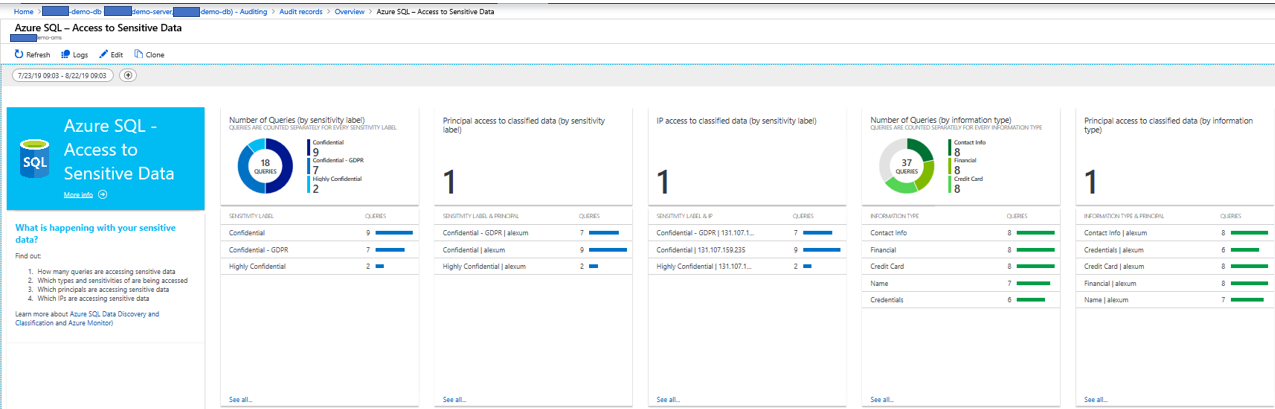 Home > -demo-db demo-server/ -demo-db) - Auditing > Audit records > Overview > Azure SQL – Access to Sensitive Data
Azure SQL – Access to Sensitive Data
emo-oms
Refresh Logs Edit Clone
7/23/19 09:03 - 8/22/19 09:03
Azure SQL -
Access to
Sensitive Data
SQL
More info
What is happening with your sensitive
data?
Find out:
1. How many queries are accessing sensitive data
2. Which types and sensitivities of are being accessed
3. Which principals are accessing sensitive data
4. Which IPs are accessing sensitive data
Learn more about Azure SQL Data Discovery and
Classification and Azure Monitor)
Number of Queries (by sensitivity label)
QUERIES ARE COUNTED SEPARATELY FOR EVERY SENSITIVITY LABEL
18
QUERIES
Confidential
9
Confidential - GDPR
7
Highly Confidential
2
SENSITIVITY LABEL QUERIES
Confidential 9
Confidential - GDPR 7
Highly Confidential 2
See all...
Principal access to classified data (by sensitivity
label)
1
SENSITIVITY LABEL & PRINCIPAL QUERIES
Confidential - GDPR | alexum 7
Confidential | alexum 9
Highly Confidential | alexum 2
See all...
IP access to classified data (by sensitivity label)
1
SENSITIVITY LABEL & IP QUERIES
Confidential - GDPR | 131.107.1... 7
Confidential | 131.107.159.235 9
Highly Confidential | 131.107.1... 2
See all...
Number of Queries (by information type)
QUERIES ARE COUNTED SEPARATELY FOR EVERY INFORMATION TYPE
37
QUERIES
Contact Info
8
Financial
8
Credit Card
8
INFORMATION TYPE QUERIES
Contact Info 8
Financial 8
Credit Card 8
Name 7
Credentials 6
See all...
Principal access to classified data (by information
type)
1
INFORMATION TYPE & PRINCIPAL QUERIES
Contact Info | alexum 8
Credentials | alexum 6
Credit Card | alexum 8
Financial | alexum 8
Name | alexum 7
See all...